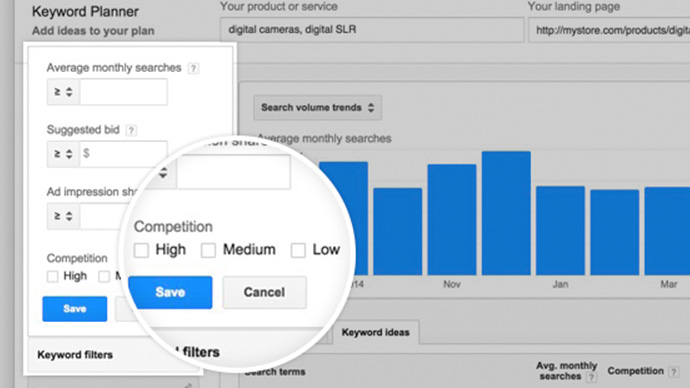 Keyword Planner
Add ideas to your plan
Your product or service
digital cameras, digital SLR
Your landing page
http://mystore.com/products/digita
Average monthly searches ?
≥
Suggested bid ?
≥ $
Ad impression sha
≥
Competition
High
Save
Keyword filters
Competition
High Medium Low
Save Cancel
filters
Search volume trends
Average monthly searches
Nov Jan Mar
Keyword ideas
Search terms
Avg. monthly
searches ?
Competition ?